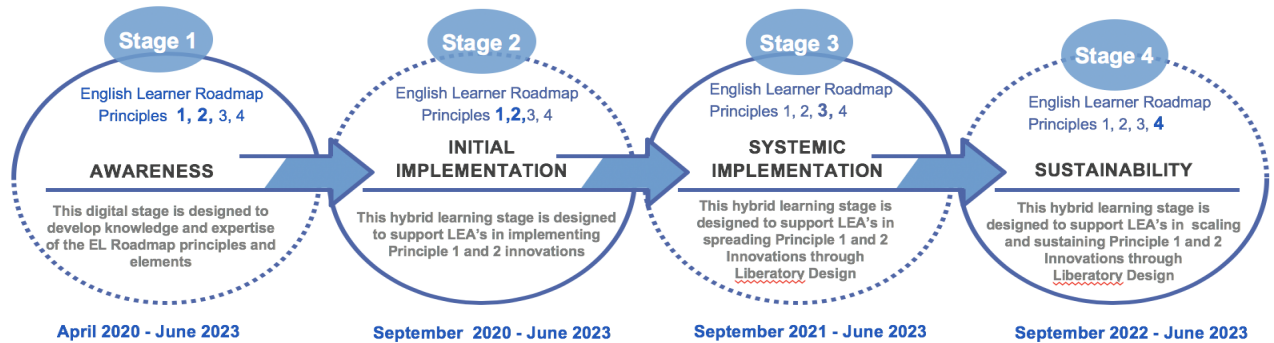 Stage 1
English Learner Roadmap
Principles 1, 2, 3, 4
AWARENESS
This digital stage is designed to
develop knowledge and expertise
of the EL Roadmap principles and
elements
April 2020 - June 2023
Stage 2
English Learner Roadmap
Principles 1,2,3, 4
INITIAL
IMPLEMENTATION
This hybrid learning stage is designed
to support LEA's in implementing
Principle 1 and 2 innovations
September 2020 - June 2023
Stage 3
English Learner Roadmap
Principles 1, 2, 3, 4
SYSTEMIC
IMPLEMENTATION
This hybrid learning stage is
designed to support LEA's in
spreading Principle 1 and 2
Innovations through
Liberatory Design
September 2021 - June 2023
Stage 4
English Learner Roadmap
Principles 1, 2, 3, 4
SUSTAINABILITY
This hybrid learning stage is
designed to support LEA's in scaling
and sustaining Principle 1 and 2
Innovations through
Liberatory Design
September 2022 - June 2023